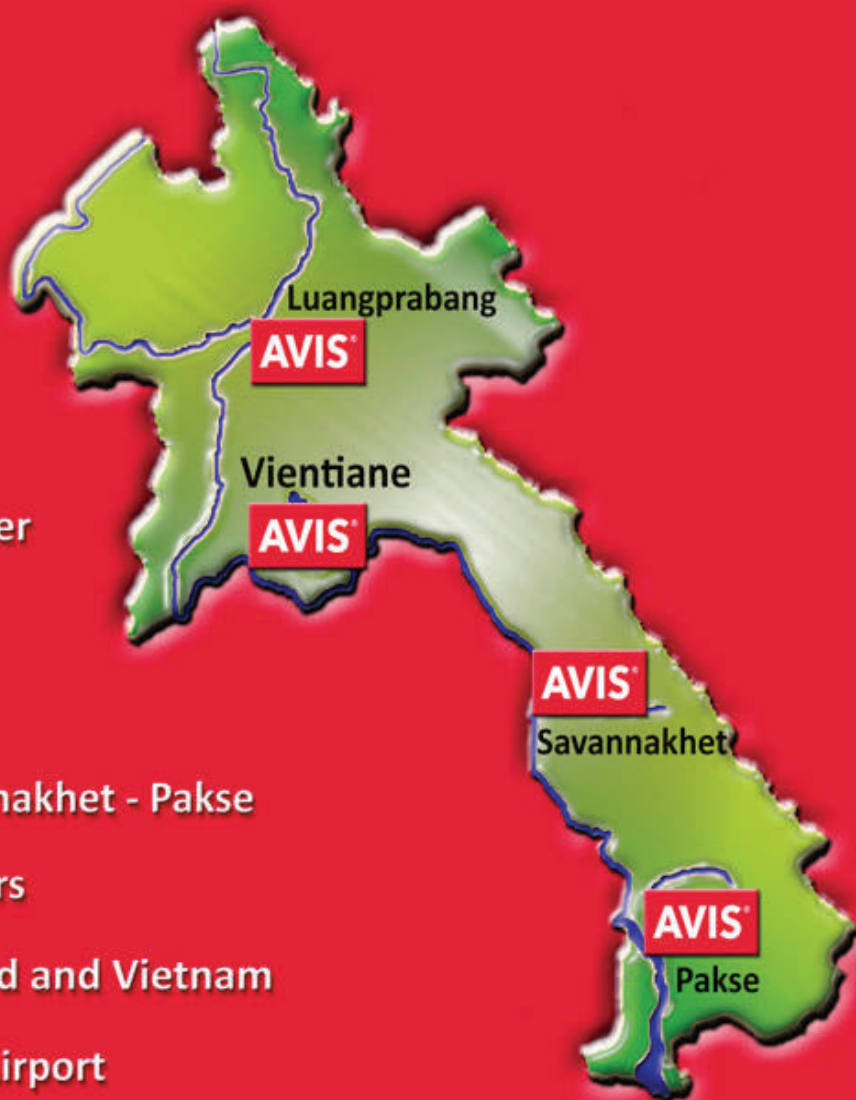 Luangprabang
AVIS
Vientiane
AVIS
er
AVIS
Savannakhet
nakhet - Pakse
rs
AVIS
d and Vietnam
Pakse
irport